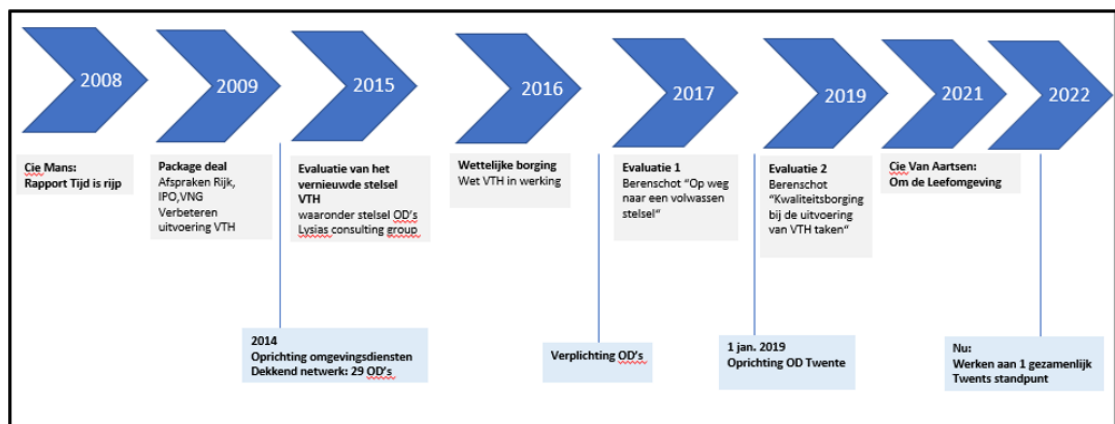 2008
2009
2015
2016
2017
2019
2021
2022
Cie Mans:
Rapport Tijd is rijp
Package deal
Afspraken Rijk,
IPO,VNG
Verbeteren
uitvoering VTH
Evaluatie van het
vernieuwde stelsel
VTH
waaronder stelsel OD's
Lysias consulting group
Wettelijke borging
Wet VTH in werking
Evaluatie 1
Berenschot "Op weg
naar een volwassen
stelsel"
Evaluatie 2
Berenschot
"Kwaliteitsborging
bij de uitvoering
van VTH taken"
Cie Van Aartsen:
Om de Leefomgeving
2014
Oprichting omgevingsdiensten
Dekkend netwerk: 29 OD's
Verplichting OD's
1 jan. 2019
Oprichting OD Twente
Nu:
Werken aan 1 gezamenlijk
Twents standpunt